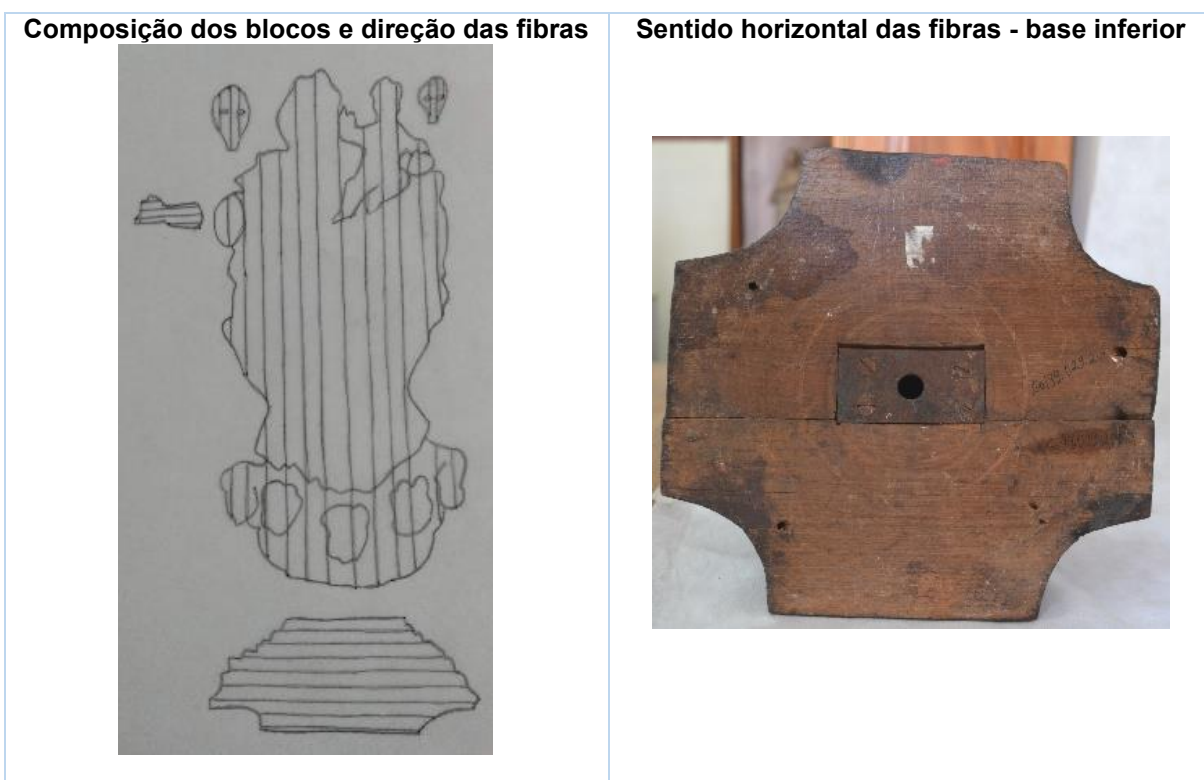 Composição dos blocos e direção das fibras
Sentido horizontal das fibras - base inferior